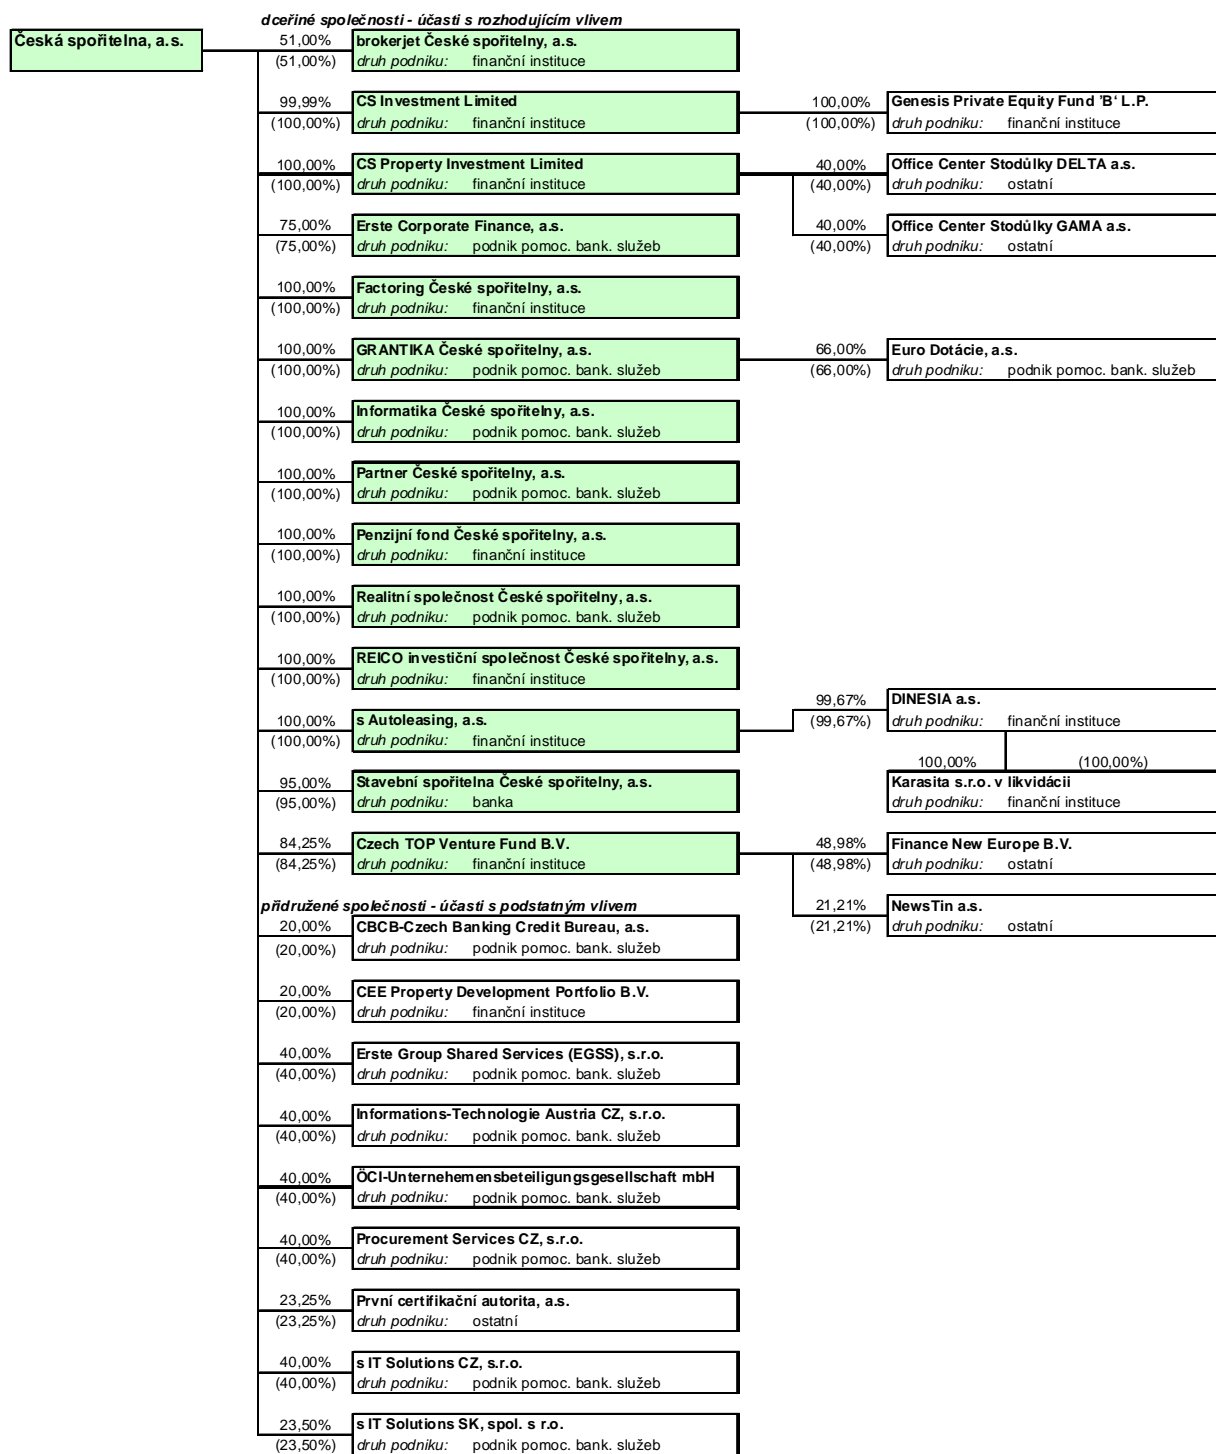 dceřiné společnosti - účasti s rozhodujícím vlivem
Česká spořitelna, a.s.
51,00%
(51,00%)
brokerjet České spořitelny, a.s.
druh podniku: finanční instituce
99,99%
(100,00%)
CS Investment Limited
druh podniku: finanční instituce
100,00%
(100,00%)
Genesis Private Equity Fund 'B' L.P.
druh podniku: finanční instituce
100,00%
(100,00%)
CS Property Investment Limited
druh podniku: finanční instituce
40,00%
(40,00%)
Office Center Stodůlky DELTA a.s.
druh podniku: ostatní
75,00%
(75,00%)
Erste Corporate Finance, a.s.
druh podniku: podnik pomoc. bank. služeb
40,00%
(40,00%)
Office Center Stodůlky GAMA a.s.
druh podniku: ostatní
100,00%
(100,00%)
Factoring České spořitelny, a.s.
druh podniku: finanční instituce
100,00%
(100,00%)
GRANTIKA České spořitelny, a.s.
druh podniku: podnik pomoc. bank. služeb
66,00%
(66,00%)
Euro Dotácie, a.s.
druh podniku: podnik pomoc. bank. služeb
100,00%
(100,00%)
Informatika České spořitelny, a.s.
druh podniku: podnik pomoc. bank. služeb
100,00%
(100,00%)
Partner České spořitelny, a.s.
druh podniku: podnik pomoc. bank. služeb
100,00%
(100,00%)
Penzijní fond České spořitelny, a.s.
druh podniku: finanční instituce
100,00%
(100,00%)
Realitní společnost České spořitelny, a.s.
druh podniku: podnik pomoc. bank. služeb
100,00%
(100,00%)
REICO investiční společnost České spořitelny, a.s.
druh podniku: finanční instituce
100,00%
(100,00%)
s Autoleasing, a.s.
druh podniku: finanční instituce
99,67%
(99,67%)
DINESIA a.s.
druh podniku: finanční instituce
100,00% (100,00%)
Karasita s.r.o. v likvidácii
druh podniku: finanční instituce
95,00%
(95,00%)
Stavební spořitelna České spořitelny, a.s.
druh podniku: banka
84,25%
(84,25%)
Czech TOP Venture Fund B.V.
druh podniku: finanční instituce
48,98%
(48,98%)
Finance New Europe B.V.
druh podniku: ostatní
21,21%
(21,21%)
NewsTin a.s.
druh podniku: ostatní
přidružené společnosti - účasti s podstatným vlivem
20,00%
(20,00%)
CBCB-Czech Banking Credit Bureau, a.s.
druh podniku: podnik pomoc. bank. služeb
20,00%
(20,00%)
CEE Property Development Portfolio B.V.
druh podniku: finanční instituce
40,00%
(40,00%)
Erste Group Shared Services (EGSS), s.r.o.
druh podniku: podnik pomoc. bank. služeb
40,00%
(40,00%)
Informations-Technologie Austria CZ, s.r.o.
druh podniku: podnik pomoc. bank. služeb
40,00%
(40,00%)
ÖCI-Unternehemensbeteiligungsgesellschaft mbH
druh podniku: podnik pomoc. bank. služeb
40,00%
(40,00%)
Procurement Services CZ, s.r.o.
druh podniku: podnik pomoc. bank. služeb
23,25%
(23,25%)
První certifikační autorita, a.s.
druh podniku: ostatní
40,00%
(40,00%)
s IT Solutions CZ, s.r.o.
druh podniku: podnik pomoc. bank. služeb
23,50%
(23,50%)
s IT Solutions SK, spol. s r.o.
druh podniku: podnik pomoc. bank. služeb